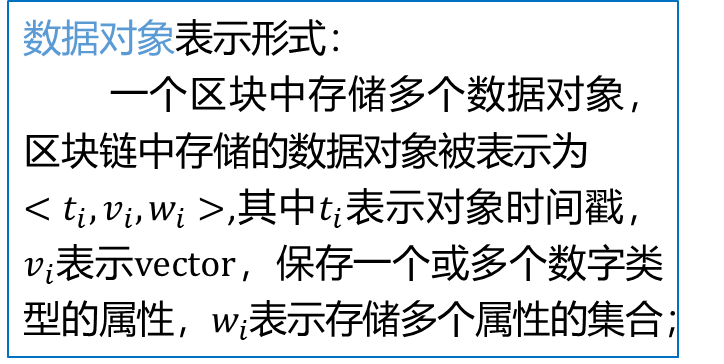 数据对象表示形式：
一个区块中存储多个数据对象，
区块链中存储的数据对象被表示为
< tᵢ, vᵢ, wᵢ >,其中tᵢ表示对象时间戳，
vᵢ表示vector，保存一个或多个数字类
型的属性，wᵢ表示存储多个属性的集合；